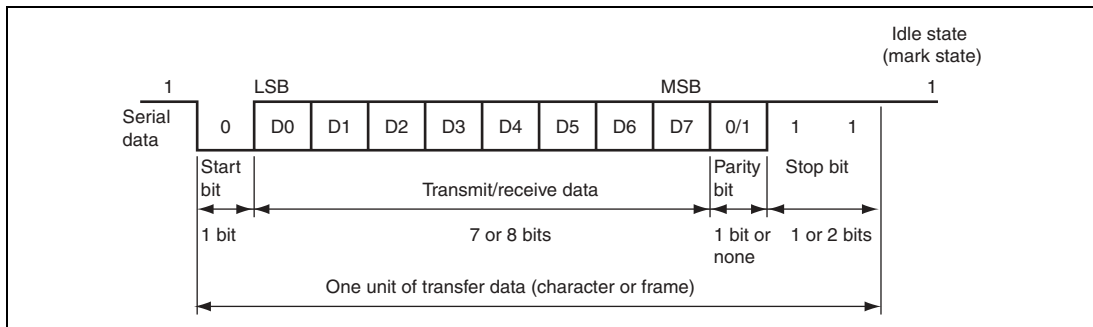 Idle state
(mark state)
1 LSB MSB 1
Serial
data
0 D0 D1 D2 D3 D4 D5 D6 D7 0/1 1 1
Start
bit
Transmit/receive data
Parity
bit
Stop bit
1 bit
7 or 8 bits
1 bit or
none
1 or 2 bits
One unit of transfer data (character or frame)